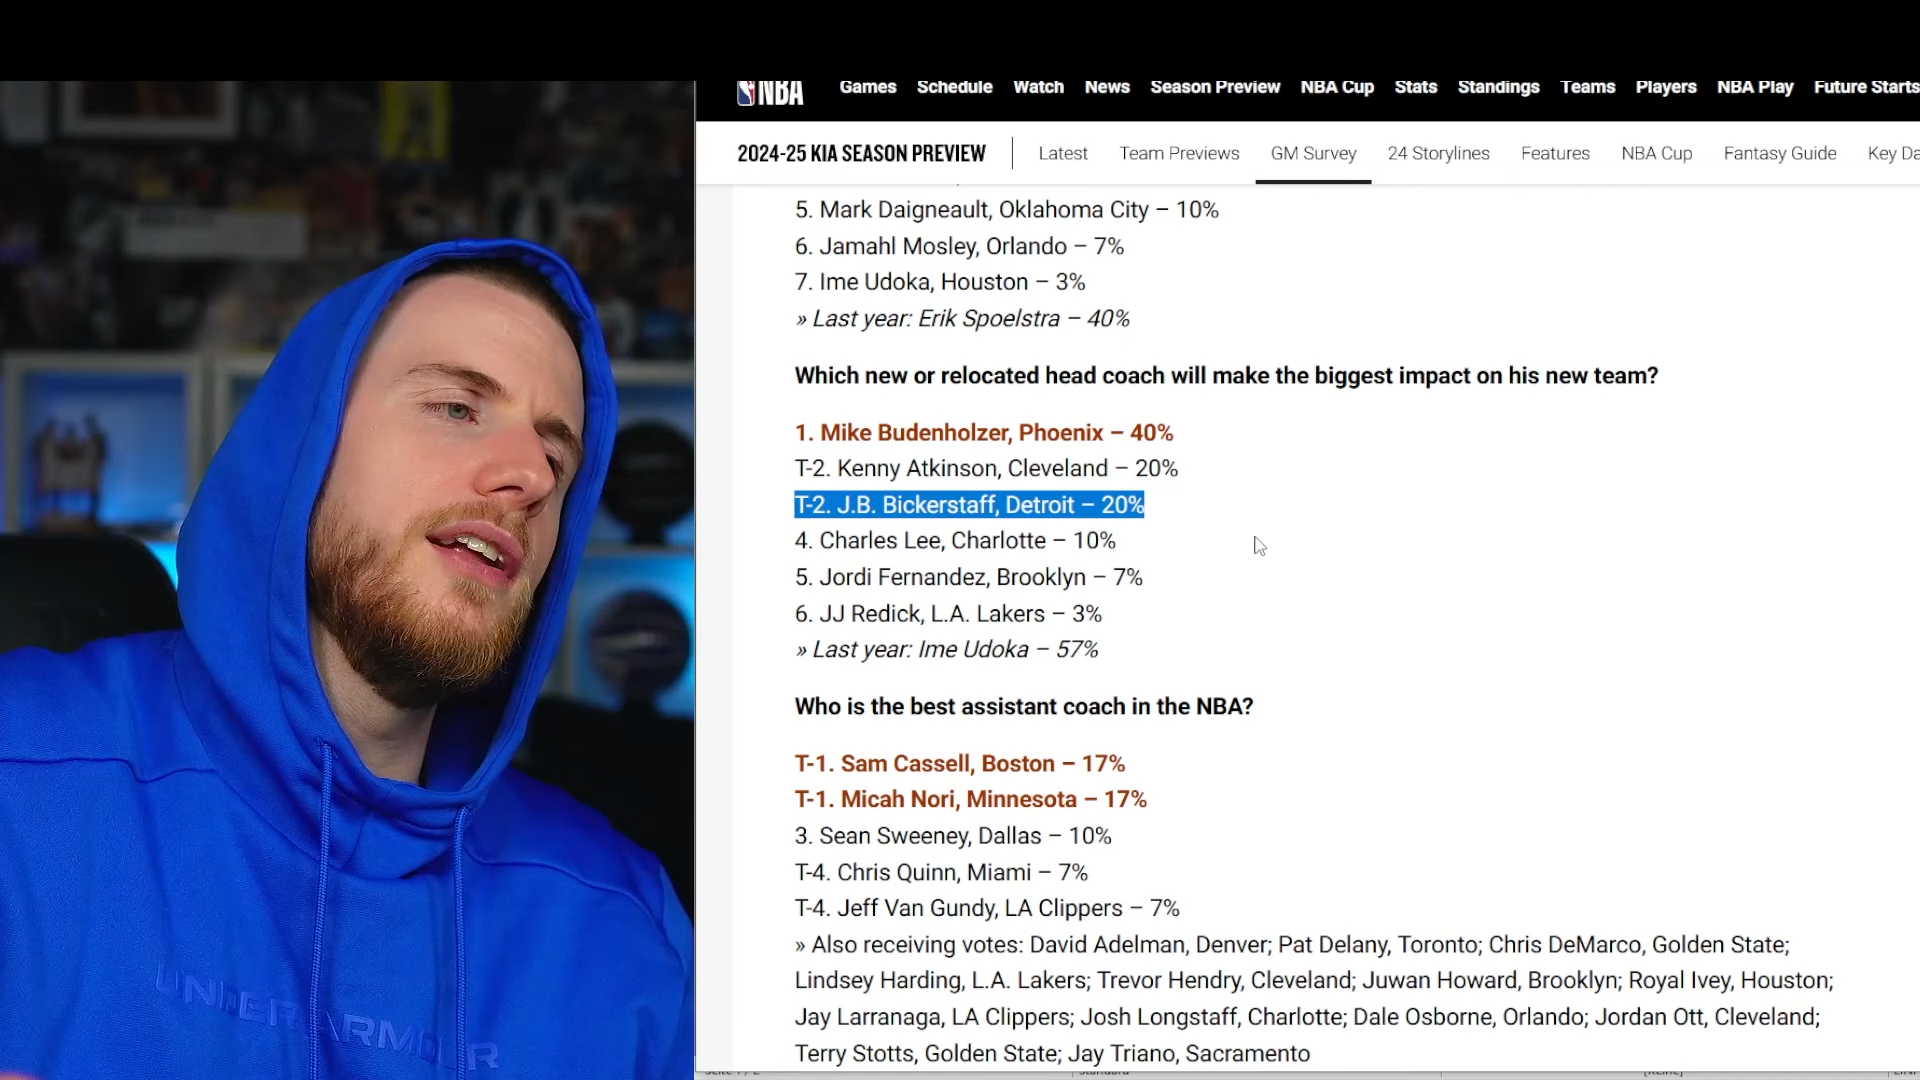 NBA Games Schedule Watch News Season Preview NBA Cup Stats Standings Teams Players NBA Play Future Starts
2024-25 KIA SEASON PREVIEW Latest Team Previews GM Survey 24 Storylines Features NBA Cup Fantasy Guide Key Da
5. Mark Daigneault, Oklahoma City – 10%
6. Jamahl Mosley, Orlando – 7%
7. Ime Udoka, Houston – 3%
» Last year: Erik Spoelstra – 40%
Which new or relocated head coach will make the biggest impact on his new team?
1. Mike Budenholzer, Phoenix – 40%
T-2. Kenny Atkinson, Cleveland – 20%
T-2. J.B. Bickerstaff, Detroit – 20%
4. Charles Lee, Charlotte – 10%
5. Jordi Fernandez, Brooklyn – 7%
6. JJ Redick, L.A. Lakers – 3%
» Last year: Ime Udoka – 57%
Who is the best assistant coach in the NBA?
T-1. Sam Cassell, Boston – 17%
T-1. Micah Nori, Minnesota – 17%
3. Sean Sweeney, Dallas – 10%
T-4. Chris Quinn, Miami – 7%
T-4. Jeff Van Gundy, LA Clippers – 7%
» Also receiving votes: David Adelman, Denver; Pat Delany, Toronto; Chris DeMarco, Golden State;
Lindsey Harding, L.A. Lakers; Trevor Hendry, Cleveland; Juwan Howard, Brooklyn; Royal Ivey, Houston;
Jay Larranaga, LA Clippers; Josh Longstaff, Charlotte; Dale Osborne, Orlando; Jordan Ott, Cleveland;
Terry Stotts, Golden State; Jay Triano, Sacramento
UNDER ARMOUR